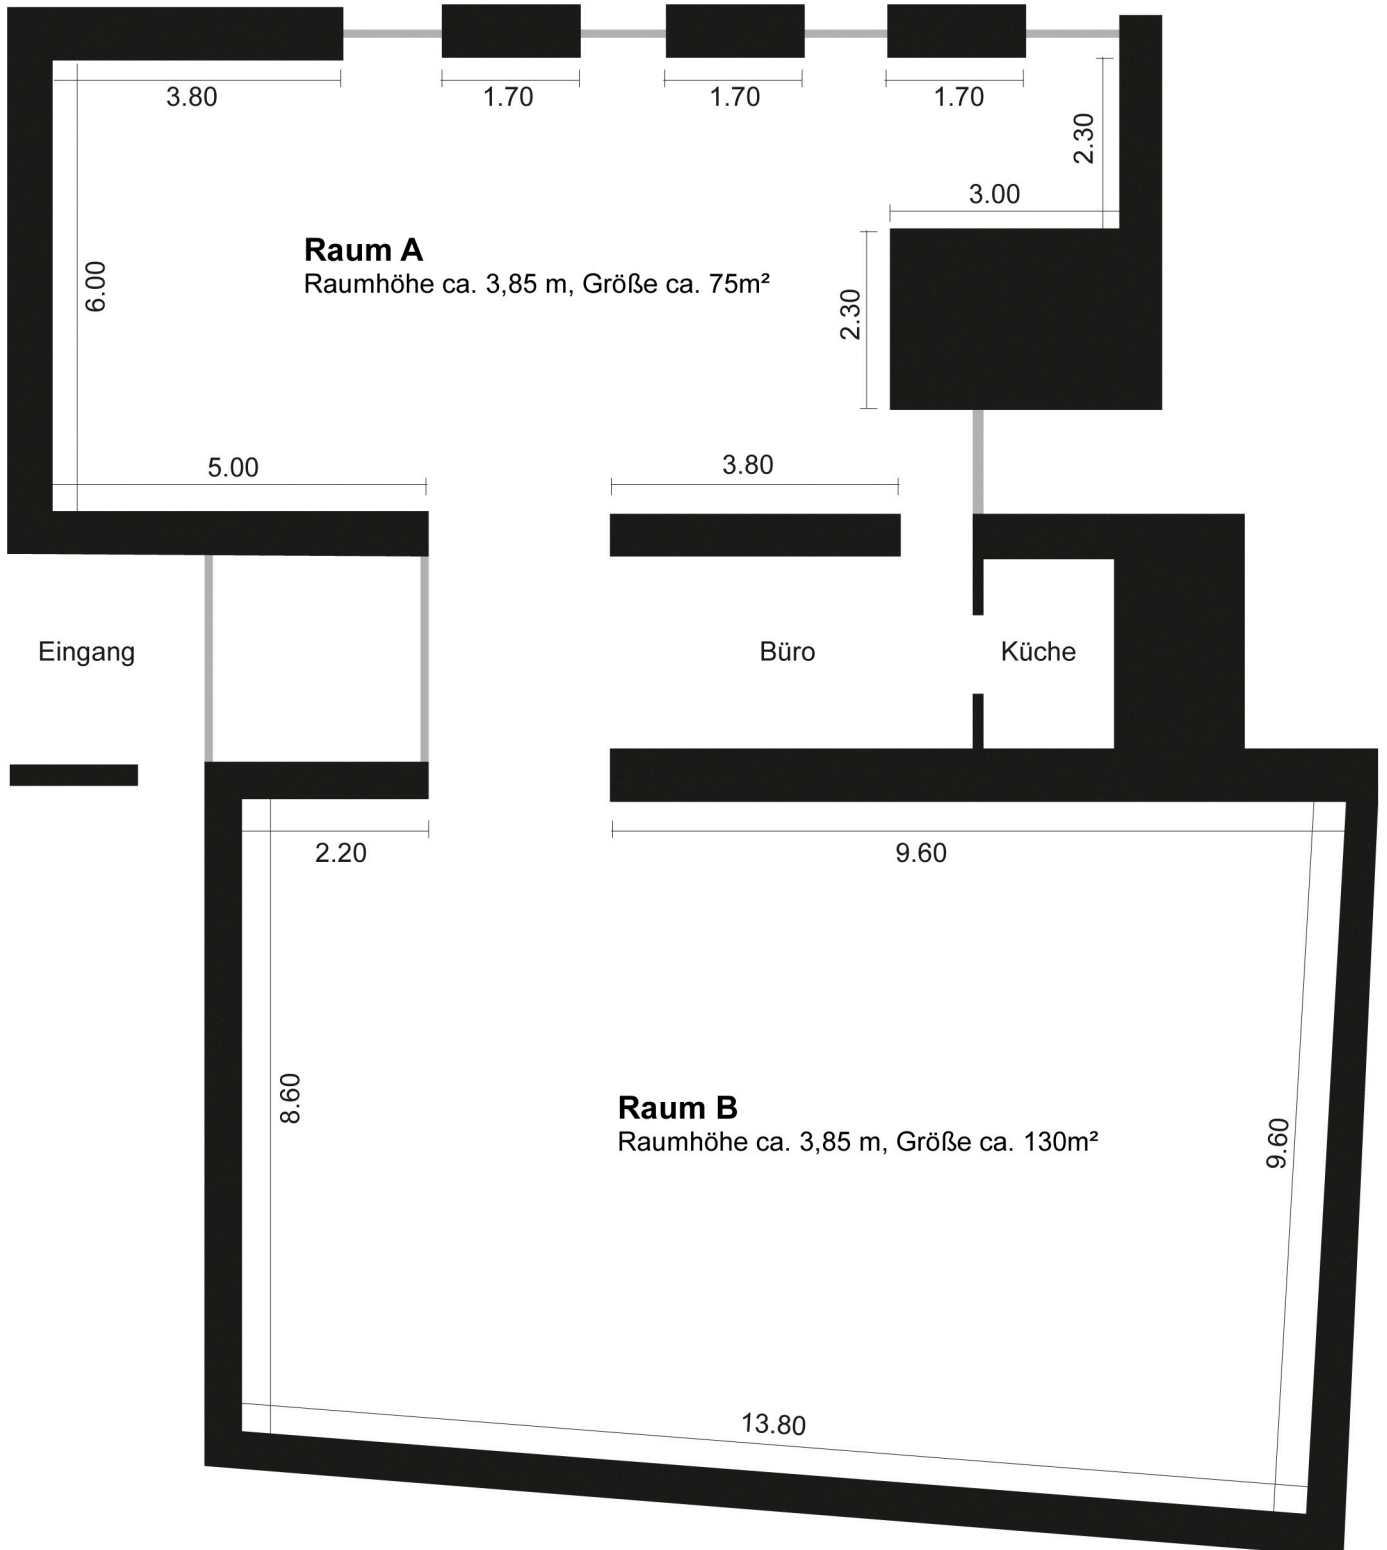 3.80
1.70
1.70
1.70
2.30
3.00
Raum A
Raumhöhe ca. 3,85 m, Größe ca. 75m²
6.00
2.30
5.00
3.80
Eingang
Büro
Küche
2.20
9.60
8.60
Raum B
Raumhöhe ca. 3,85 m, Größe ca. 130m²
9.60
13.80